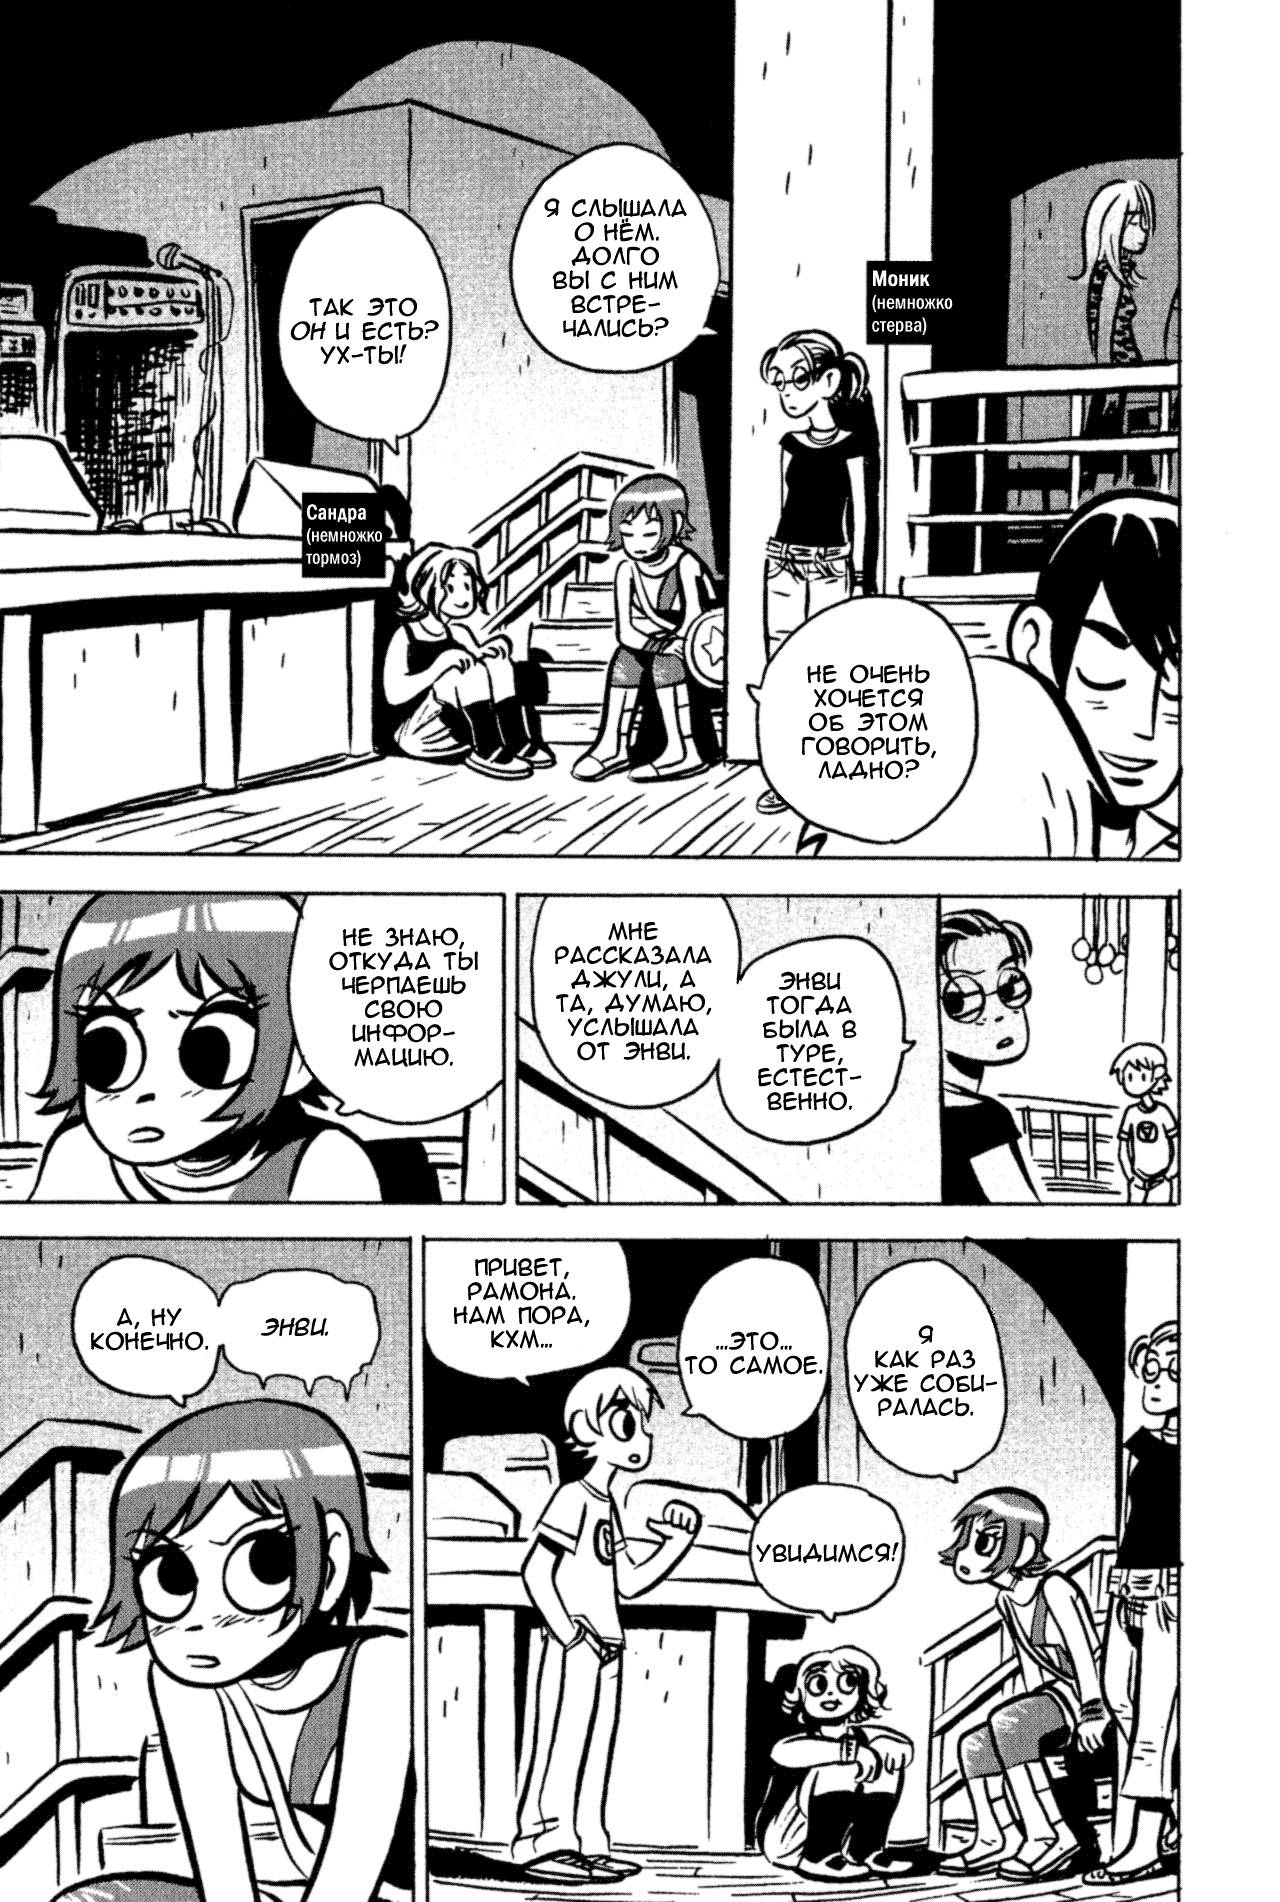 ТАК ЭТО
ОН И ЕСТЬ?
УХ-ТЫ!
Я СЛЫШАЛА
О НЁМ.
ДОЛГО
ВЫ С НИМ
ВСТРЕ-
ЧАЛИСЬ?
Моник
(немножко
стерва)
Сандра
(немножко
тормоз)
НЕ ОЧЕНЬ
ХОЧЕТСЯ
ОБ ЭТОМ
ГОВОРИТЬ,
ЛАДНО?
НЕ ЗНАЮ,
ОТКУДА ТЫ
ЧЕРПАЕШЬ
СВОЮ
ИНФОР-
МАЦИЮ.
МНЕ
РАССКАЗАЛА
ДЖУЛИ, А
ТА, ДУМАЮ,
УСЛЫШАЛА
ОТ ЭНВИ.
ЭНВИ
ТОГДА
БЫЛА В
ТУРЕ,
ЕСТЕСТ-
ВЕННО.
А, НУ
КОНЕЧНО.
ЭНВИ.
ПРИВЕТ,
РАМОНА.
НАМ ПОРА,
КХМ...
...ЭТО...
ТО САМОЕ.
Я
КАК РАЗ
УЖЕ СОБИ-
РАЛАСЬ.
УВИДИМСЯ!